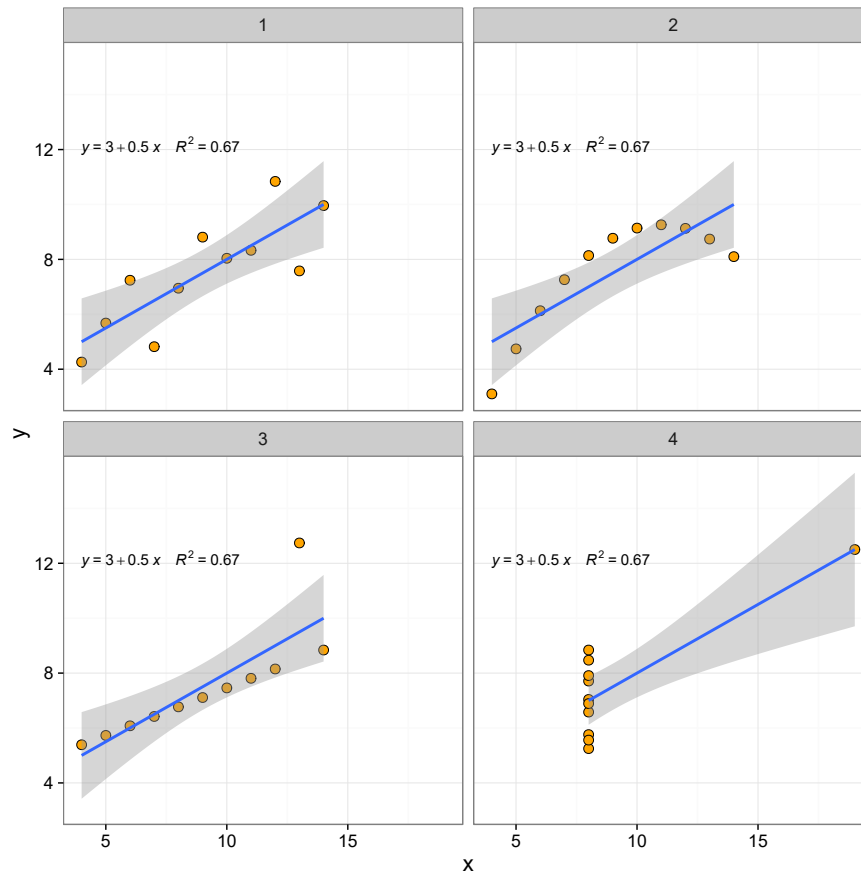 1
2
12
8
4
y = 3 + 0.5 x R² = 0.67
y = 3 + 0.5 x R² = 0.67
y
3
4
12
8
4
y = 3 + 0.5 x R² = 0.67
y = 3 + 0.5 x R² = 0.67
5 10 15
5 10 15
x